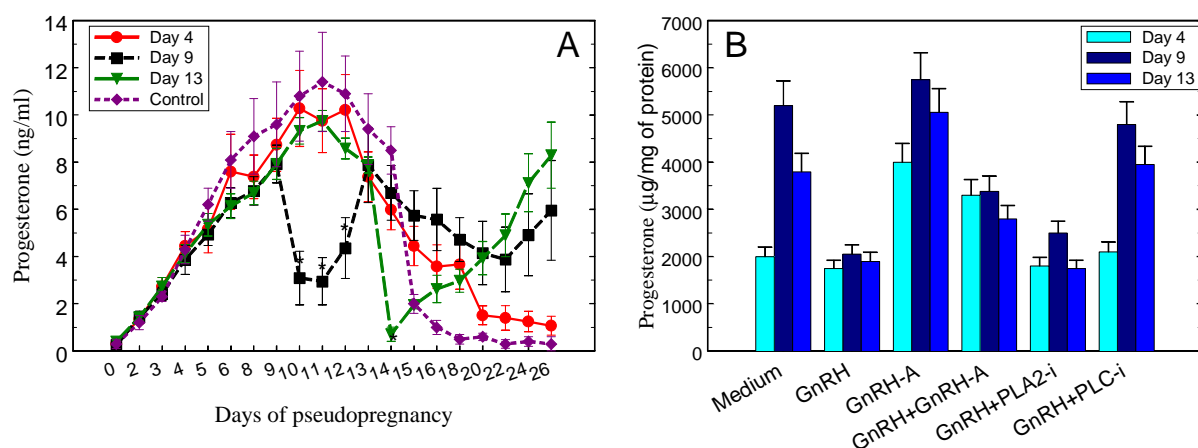 14
12
10
8
6
4
2
0
Progesterone (ng/ml)
Day 4
Day 9
Day 13
Control
A
*
*
*
*
0 2 3 4 5 6 8 9 10 11 12 13 14 15 16 18 20 22 24 26
Days of pseudopregnancy
7000
6000
5000
4000
3000
2000
1000
0
Progesterone (µg/mg of protein)
B
Day 4
Day 9
Day 13
Medium
GnRH
GnRH-A
GnRH+GnRH-A
GnRH+PLA2-i
GnRH+PLC-i